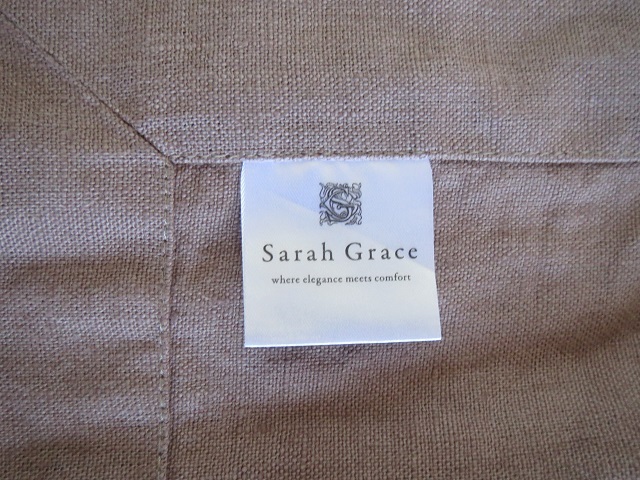 Sarah Grace
where elegance meets comfort